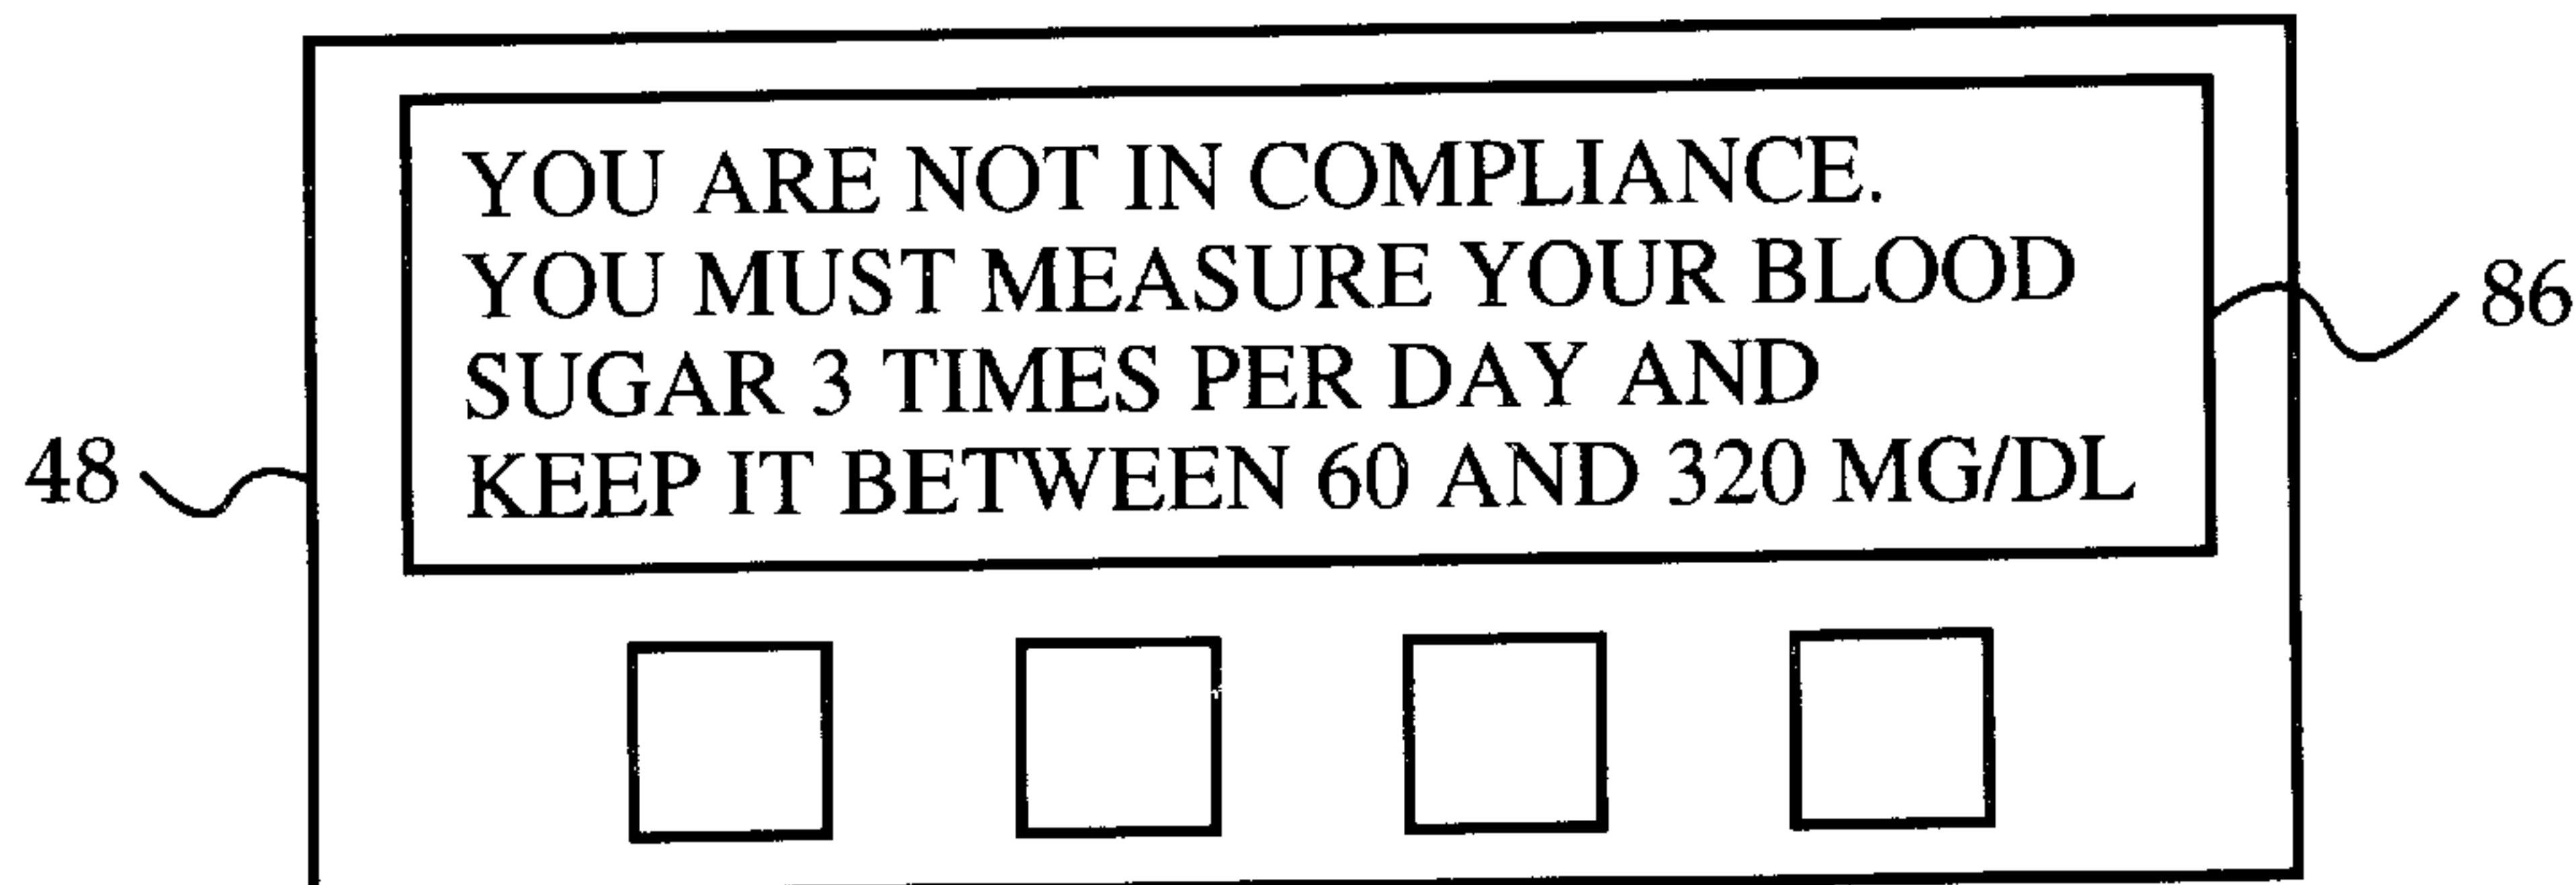 YOU ARE NOT IN COMPLIANCE.
YOU MUST MEASURE YOUR BLOOD
SUGAR 3 TIMES PER DAY AND
KEEP IT BETWEEN 60 AND 320 MG/DL
86
48